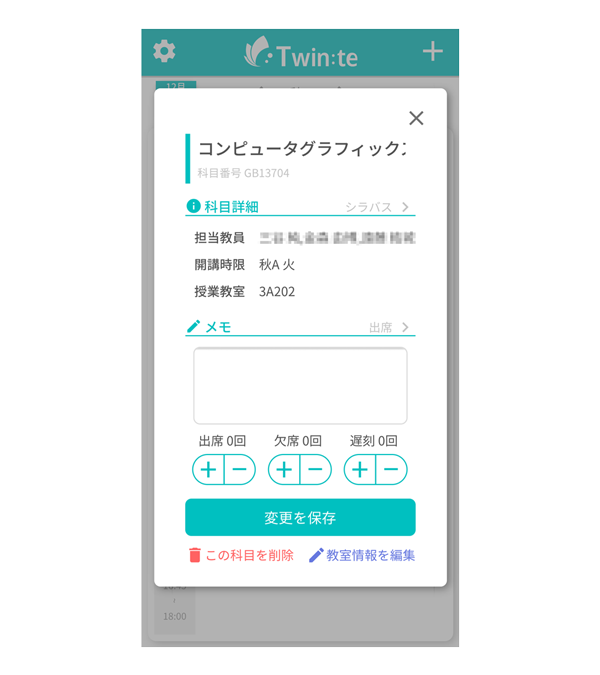 Twin:te
12月
コンピュータグラフィック
科目番号 GB13704
科目詳細 シラバス
担当教員
開講時限 秋A 火
授業教室 3A202
メモ 出席
出席 0回 欠席 0回 遅刻 0回
変更を保存
この科目を削除 教室情報を編集
18:00